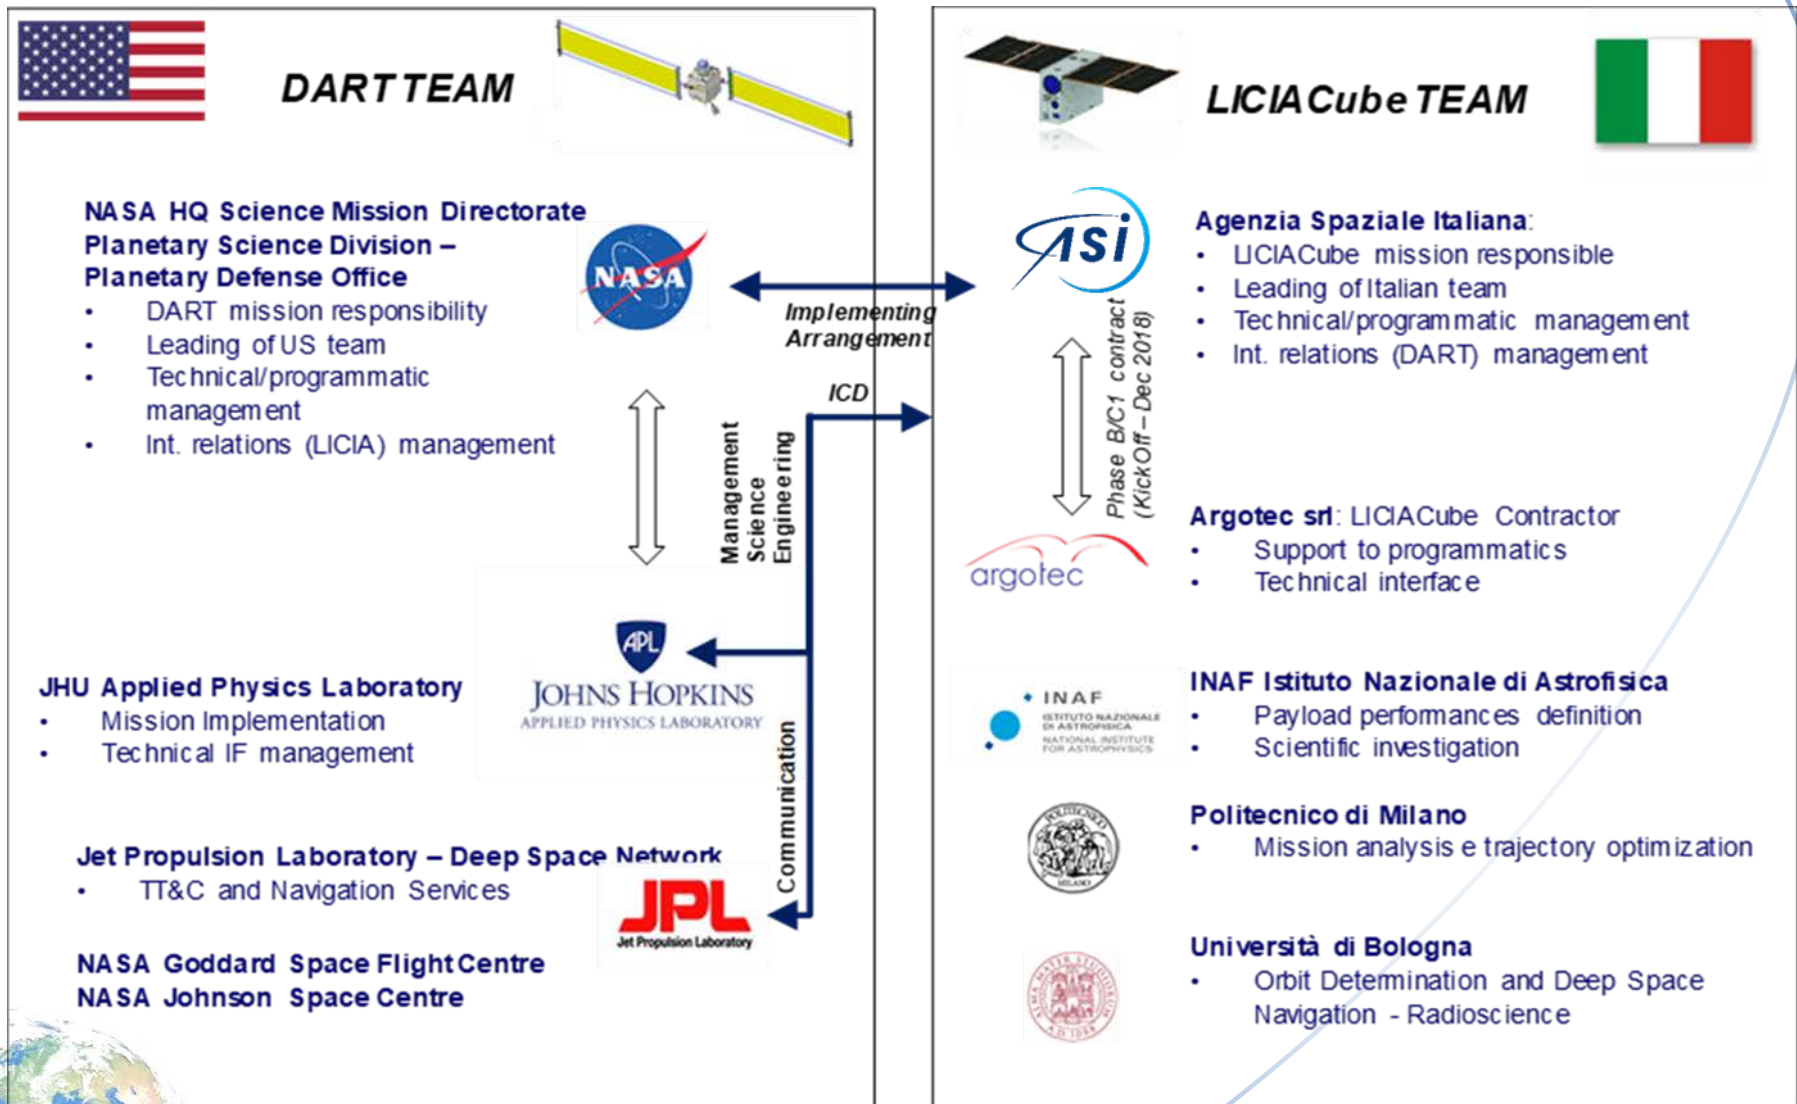 DART TEAM
NASA HQ Science Mission Directorate
Planetary Science Division –
Planetary Defense Office
• DART mission responsibility
• Leading of US team
• Technical/programmatic
management
• Int. relations (LICIA) management
NASA
Implementing
Arrangement
ICD
Management
Science
Engineering
APL
JOHNS HOPKINS
APPLIED PHYSICS LABORATORY
JHU Applied Physics Laboratory
• Mission Implementation
• Technical IF management
Communication
Jet Propulsion Laboratory – Deep Space Network
• TT&C and Navigation Services
JPL
Jet Propulsion Laboratory
NASA Goddard Space Flight Centre
NASA Johnson Space Centre
LICIACube TEAM
asi
Agenzia Spaziale Italiana:
• LICIACube mission responsible
• Leading of Italian team
• Technical/programmatic management
• Int. relations (DART) management
Phase B/C1 contract
(KickOff – Dec 2018)
argotec
Argotec srl: LICIACube Contractor
• Support to programmatics
• Technical interface
INAF
ISTITUTO NAZIONALE
DI ASTROFISICA
NATIONAL INSTITUTE
FOR ASTROPHYSICS
INAF Istituto Nazionale di Astrofisica
• Payload performances definition
• Scientific investigation
POLITECNICO
MILANO
Politecnico di Milano
• Mission analysis e trajectory optimization
ALMA MATER STUDIORUM
A.D. 1088
Università di Bologna
• Orbit Determination and Deep Space
Navigation - Radioscience